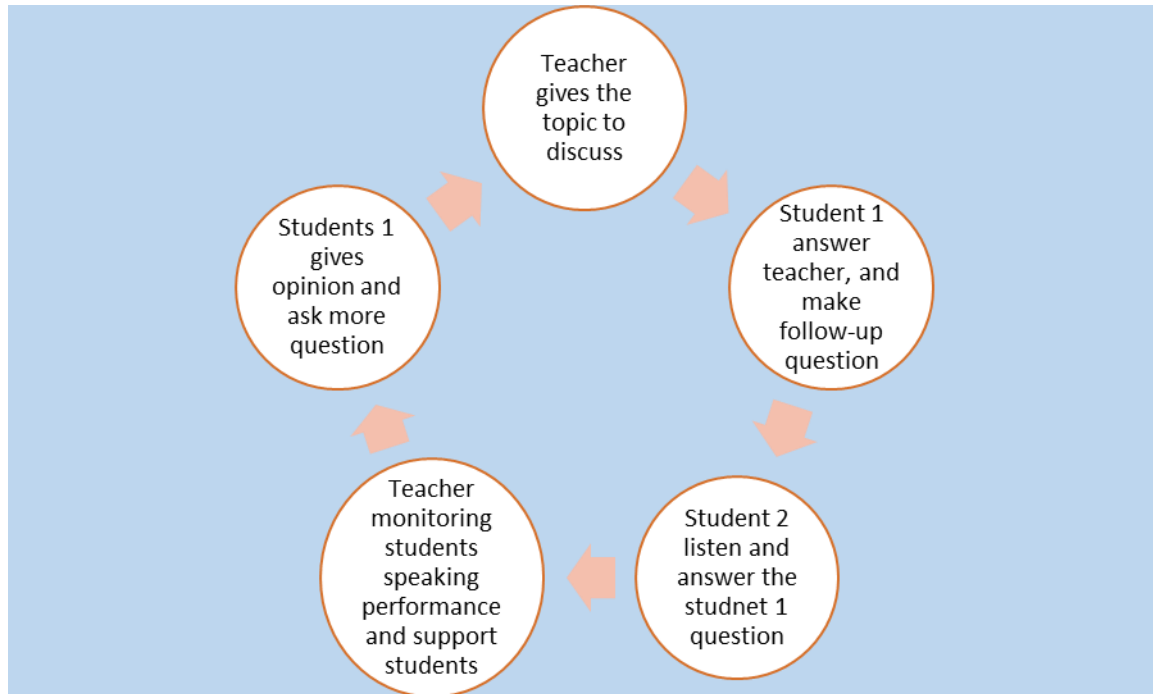 Teacher
gives the
topic to
discuss
Student 1
answer
teacher, and
make
follow-up
question
Student 2
listen and
answer the
studnet 1
question
Teacher
monitoring
students
speaking
performance
and support
students
Students 1
gives
opinion and
ask more
question